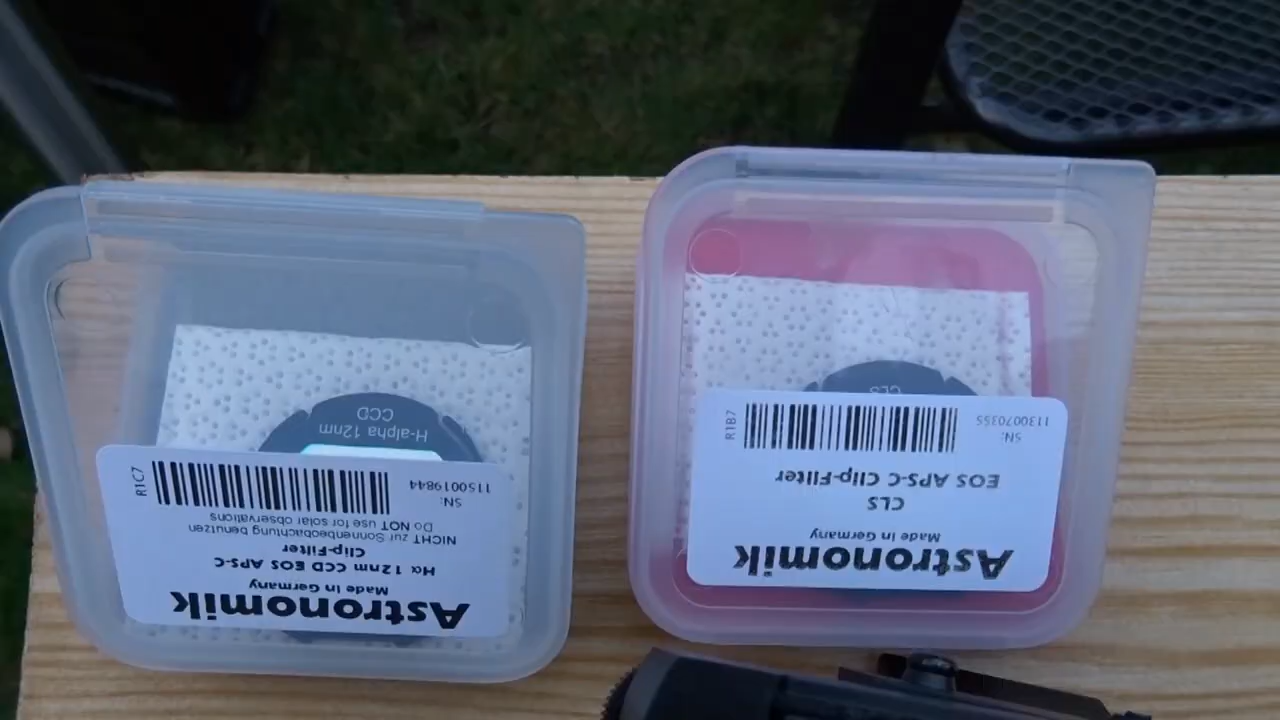 Astronomik
Made in Germany
Hα 12nm CCD EOS APS-C
Clip-Filter
NICHT zur Sonnenbeobachtung benutzen
Do NOT use for solar observations
SN:
1150019844
R1C7
H-alpha 12nm
CCD
Astronomik
Made in Germany
CLS
EOS APS-C Clip-Filter
SN:
1130070355
R1B7
CLS